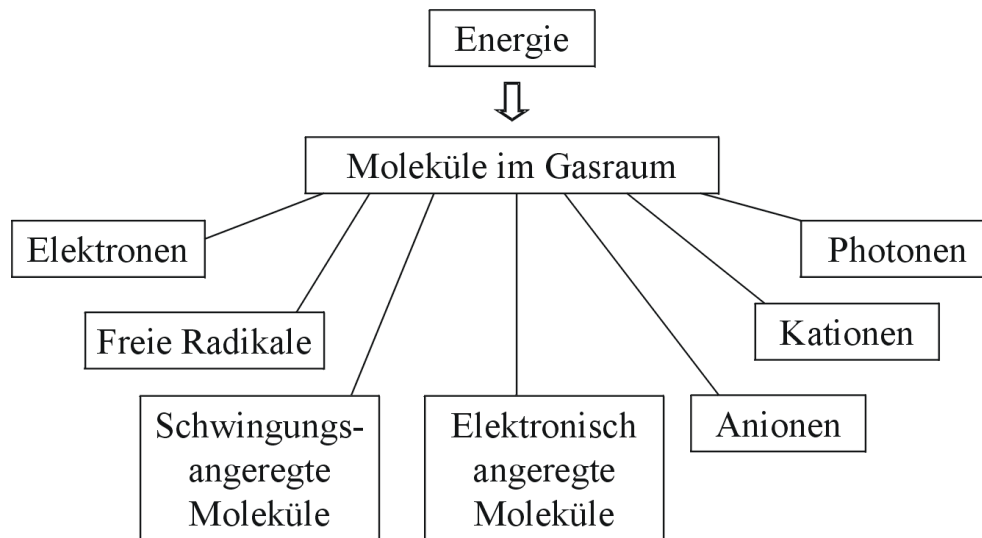 Energie
Moleküle im Gasraum
Elektronen
Photonen
Freie Radikale
Kationen
Schwingungs-
angeregte
Moleküle
Elektronisch
angeregte
Moleküle
Anionen